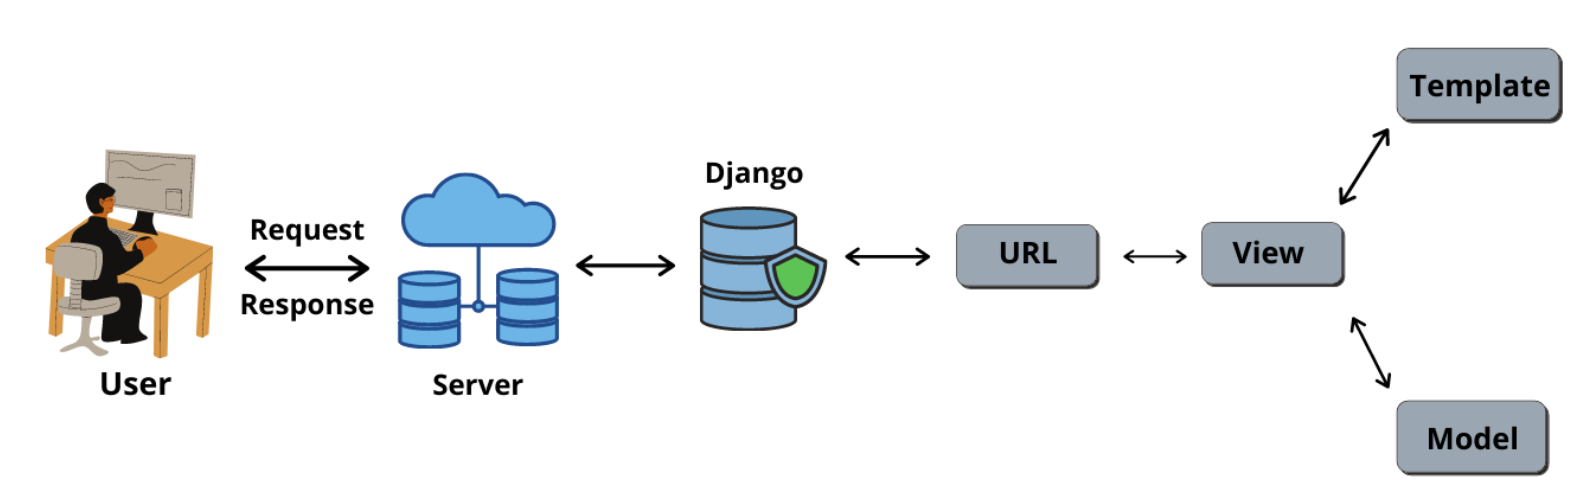 User
Request
Response
Server
Django
URL
View
Template
Model